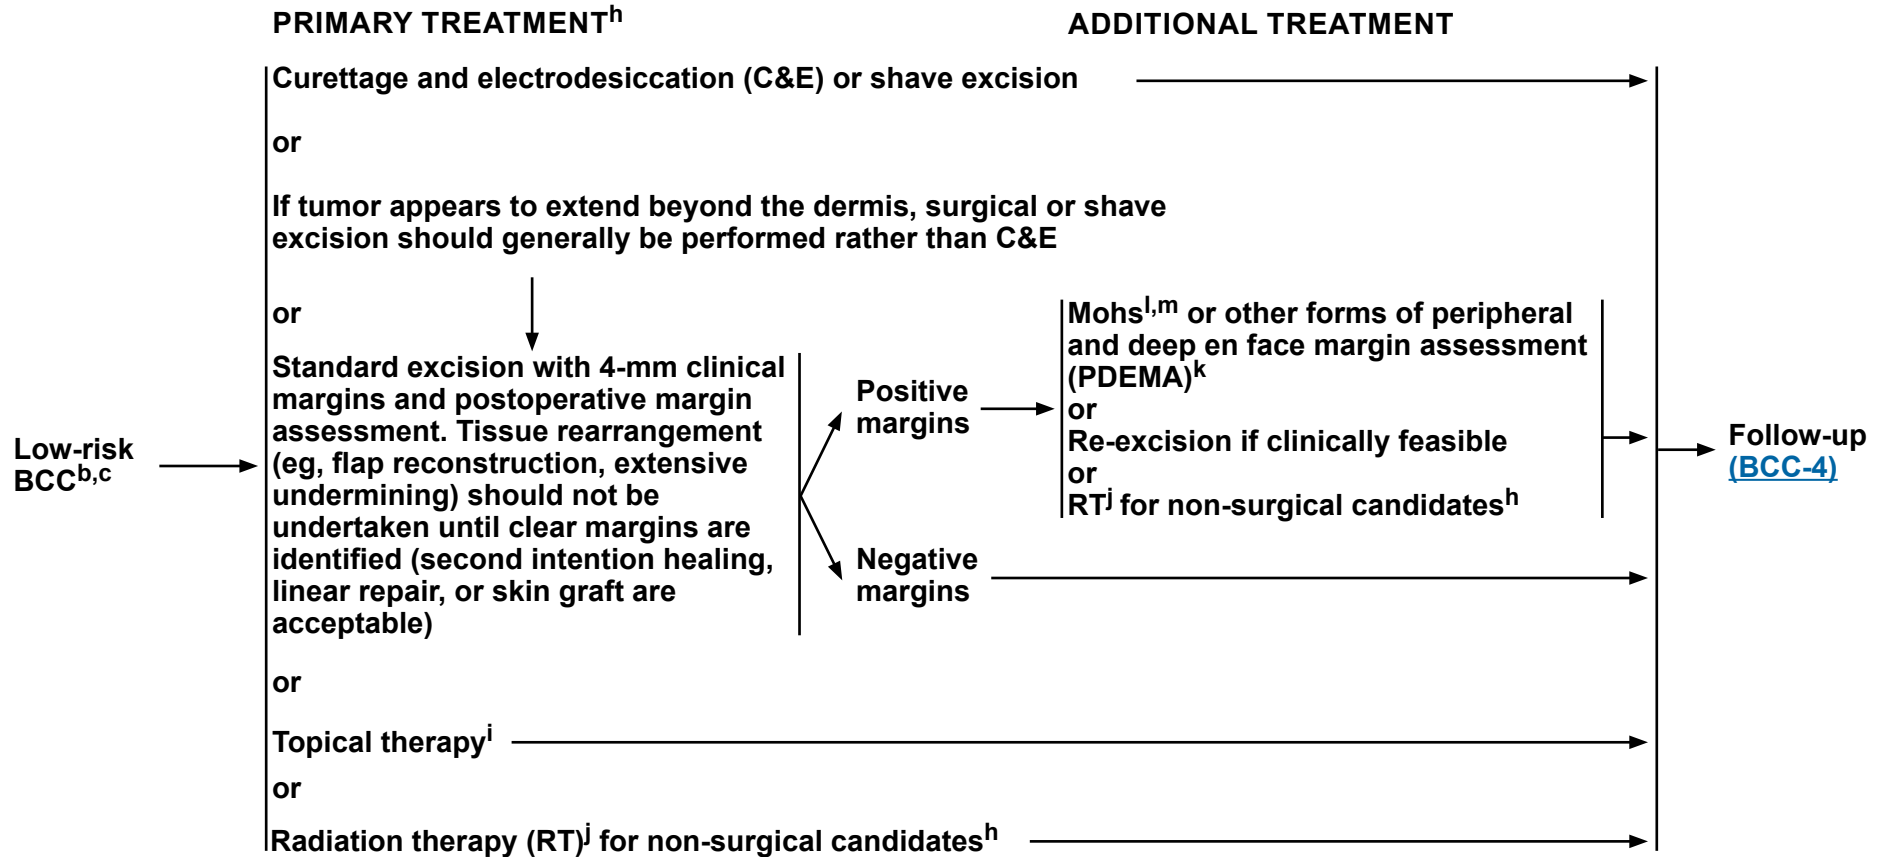 PRIMARY TREATMENTh
ADDITIONAL TREATMENT
Curettage and electrodesiccation (C&E) or shave excision
or
If tumor appears to extend beyond the dermis, surgical or shave
excision should generally be performed rather than C&E
or
Low-risk
BCCb,c
Standard excision with 4-mm clinical
margins and postoperative margin
assessment. Tissue rearrangement
(eg, flap reconstruction, extensive
undermining) should not be
undertaken until clear margins are
identified (second intention healing,
linear repair, or skin graft are
acceptable)
Positive
margins
Mohsl,m or other forms of peripheral
and deep en face margin assessment
(PDEMA)k
or
Re-excision if clinically feasible
or
RTj for non-surgical candidatesh
Negative
margins
Follow-up
(BCC-4)
or
Topical therapyi
or
Radiation therapy (RT)j for non-surgical candidatesh